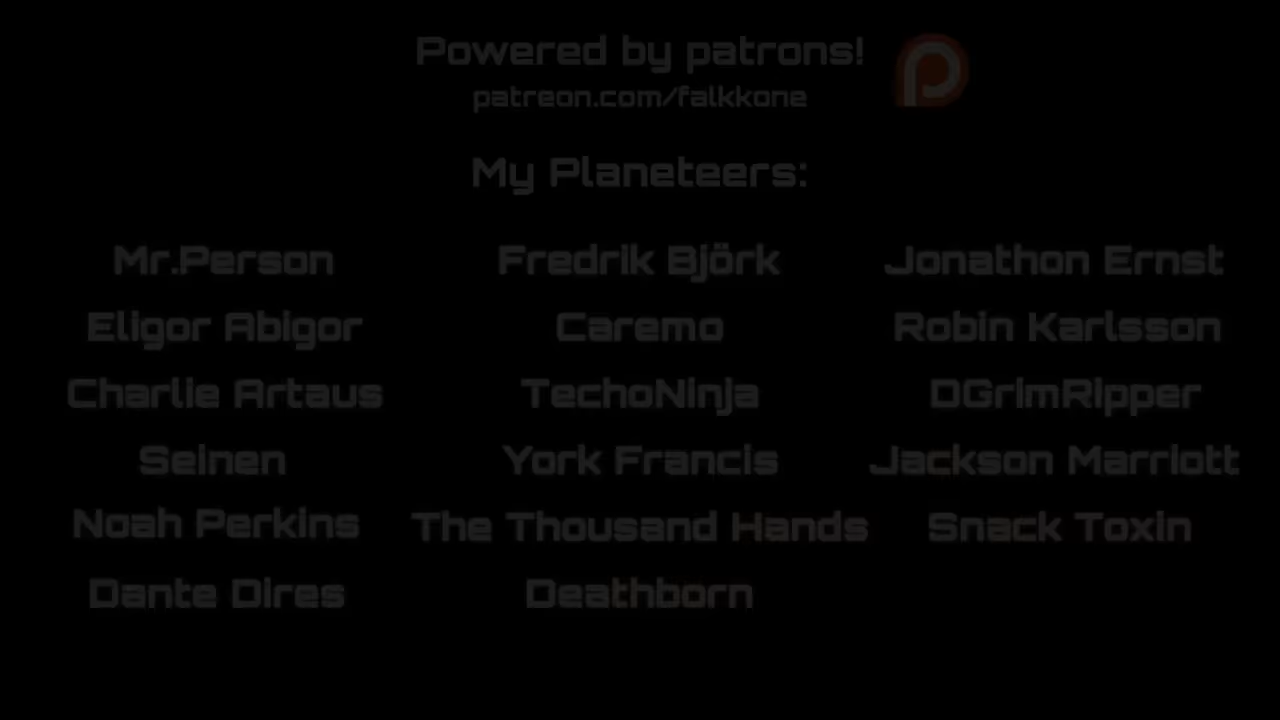 Powered by patrons!
patreon.com/falkkone
My Planeteers:
Mr.Person Fredrik Björk Jonathon Ernst
Eligor Abigor Caremo Robin Karlsson
Charlie Artaus TechoNinja DGrimRipper
Seinen York Francis Jackson Marriott
Noah Perkins The Thousand Hands Snack Toxin
Dante Dires Deathborn